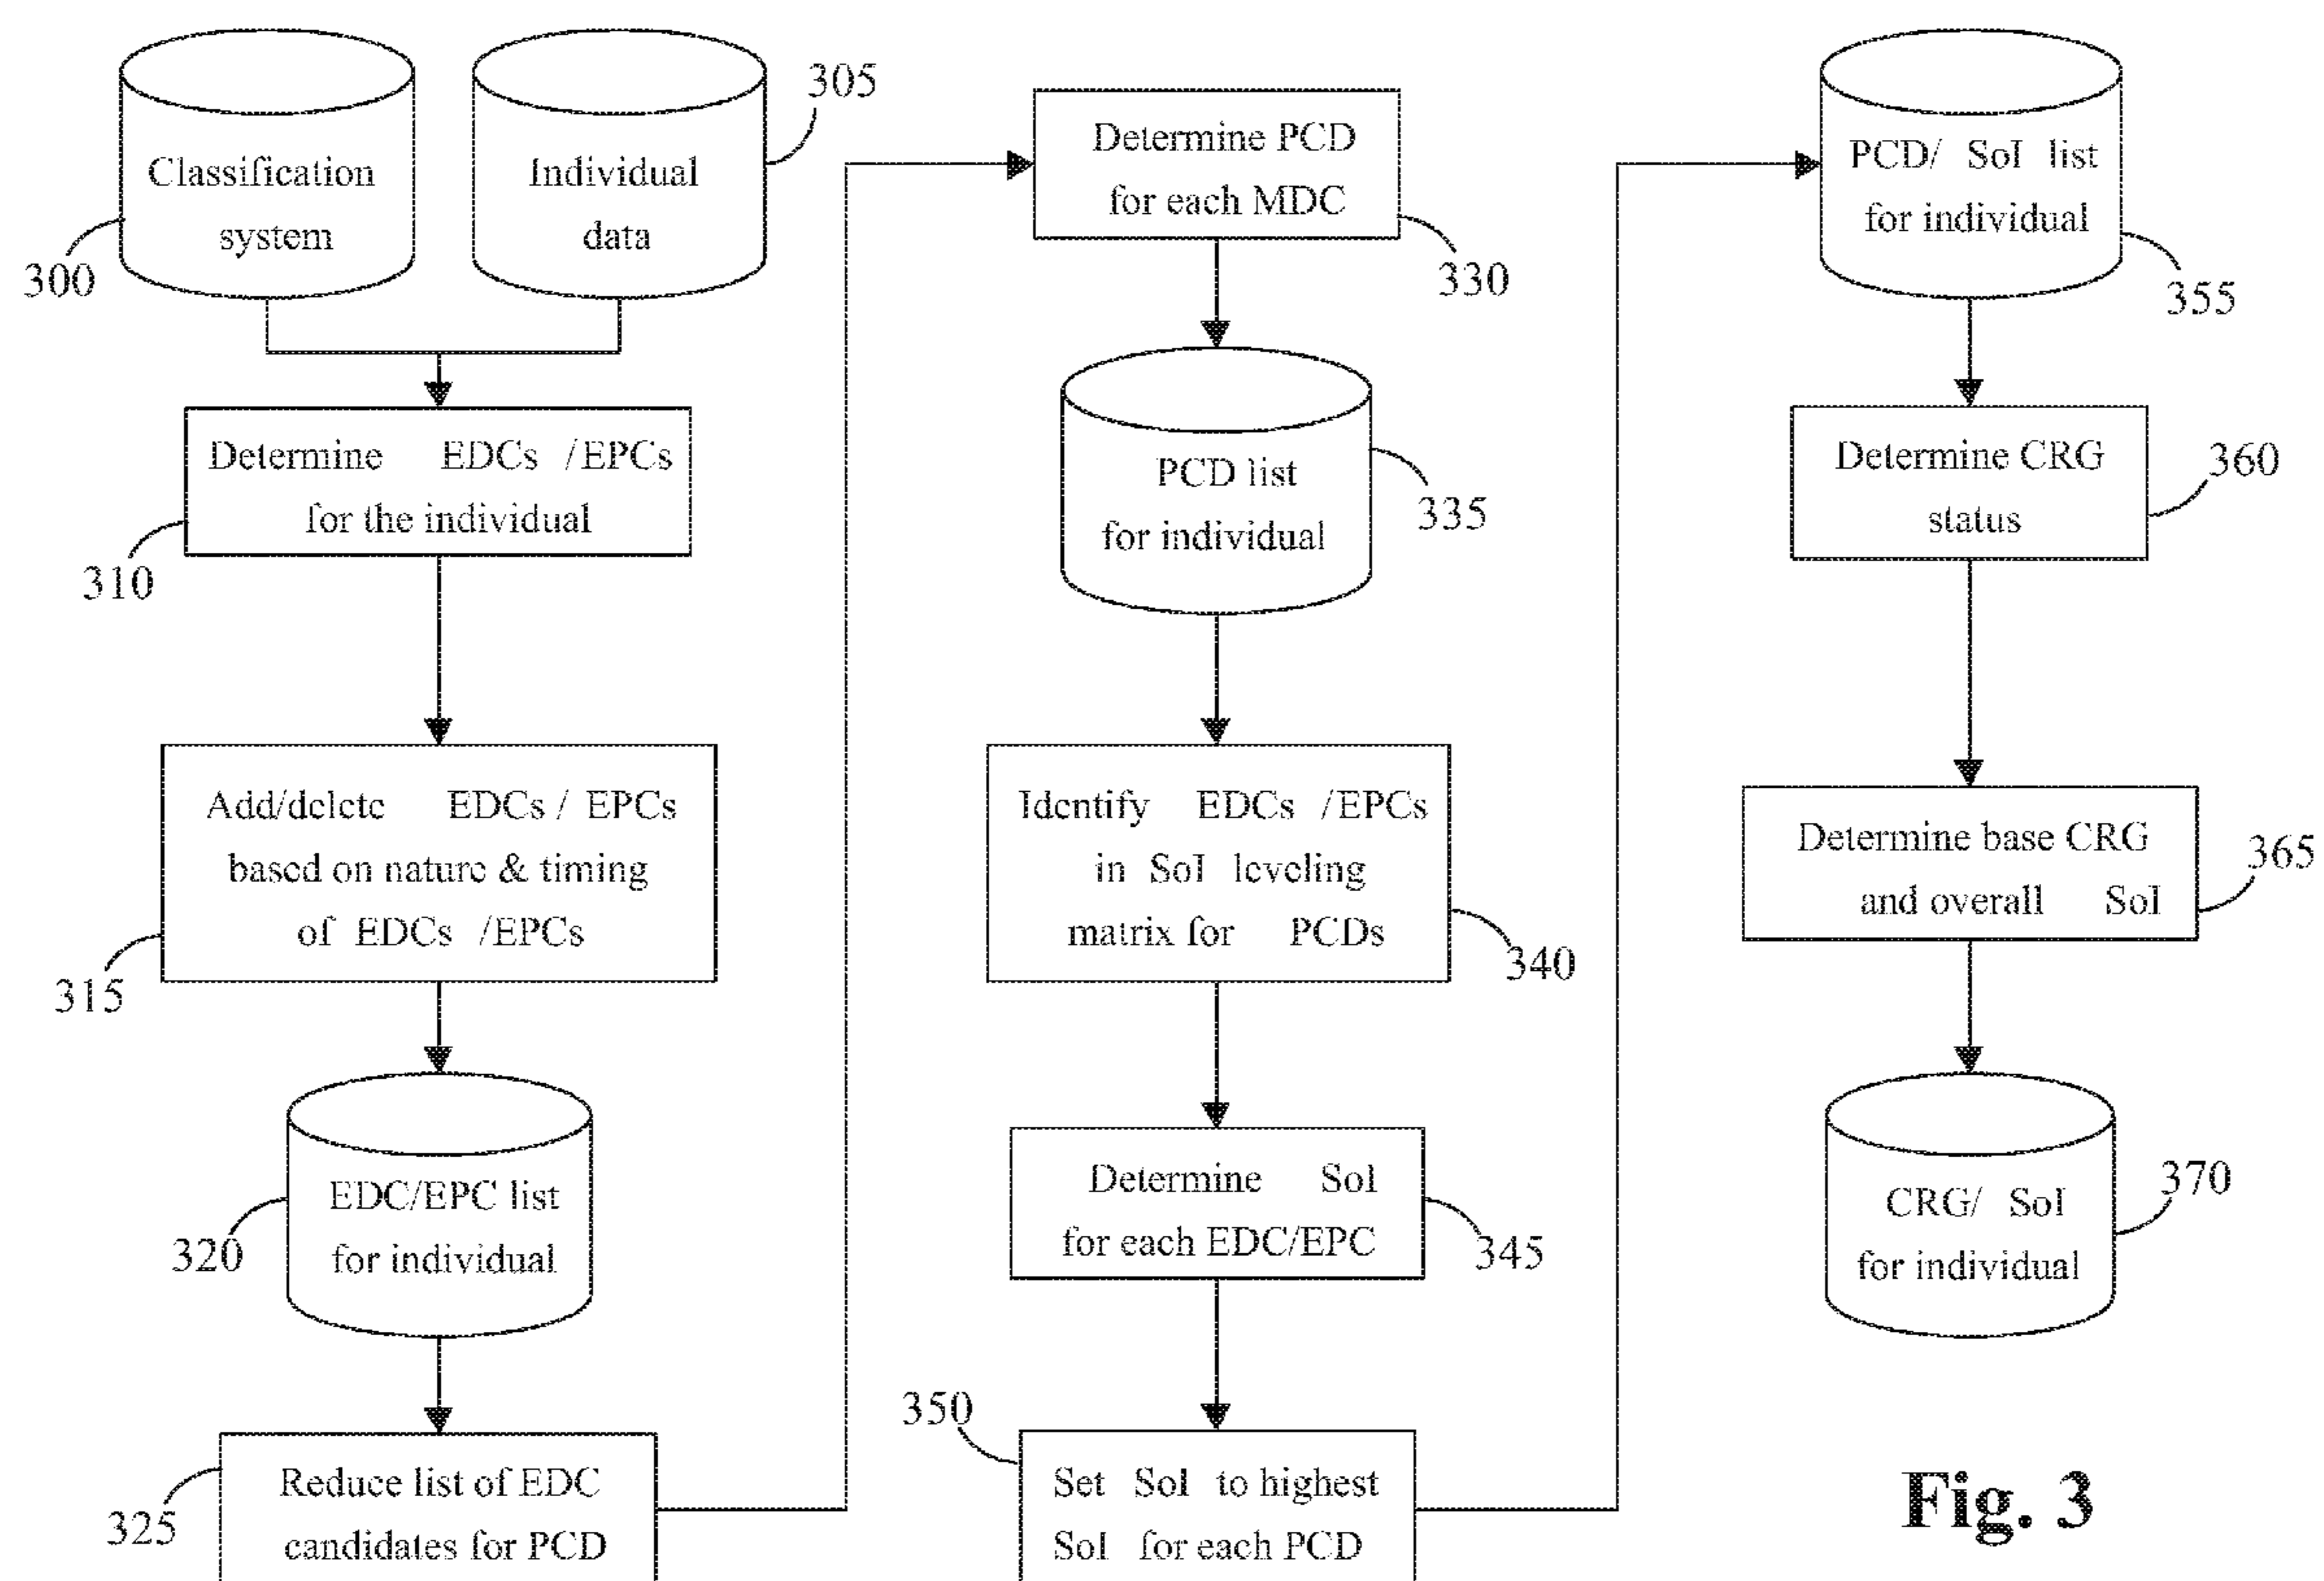 Classification
system
300
Individual
data
305
Determine EDCs /EPCs
for the individual
310
Add/delete EDCs / EPCs
based on nature & timing
of EDCs /EPCs
315
EDC/EPC list
for individual
320
Reduce list of EDC
candidates for PCD
325
Determine PCD
for each MDC
330
PCD list
for individual
335
Identify EDCs /EPCs
in SoI leveling
matrix for PCDs
340
Determine SoI
for each EDC/EPC
345
350
Set SoI to highest
SoI for each PCD
PCD/ SoI list
for individual
355
Determine CRG
status
360
Determine base CRG
and overall SoI
365
CRG/ SoI
for individual
370
Fig. 3